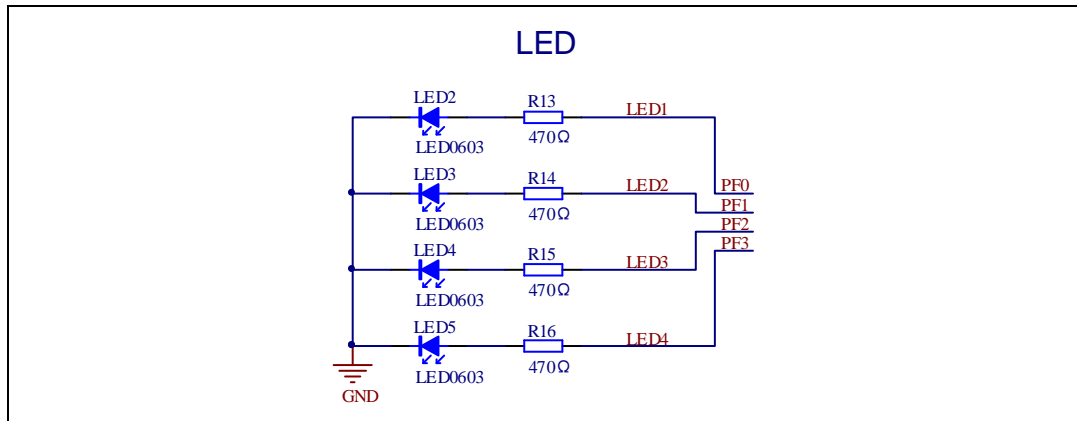 LED
LED2
R13
LED1
470Ω
LED0603
LED3
R14
LED2
PF0
470Ω
PF1
LED0603
PF2
LED4
R15
PF3
LED3
470Ω
LED0603
LED5
R16
LED4
470Ω
LED0603
GND